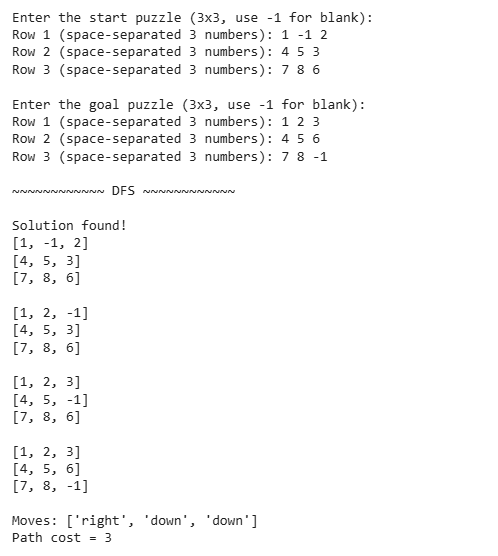 Enter the start puzzle (3x3, use -1 for blank):
Row 1 (space-separated 3 numbers): 1 -1 2
Row 2 (space-separated 3 numbers): 4 5 3
Row 3 (space-separated 3 numbers): 7 8 6
Enter the goal puzzle (3x3, use -1 for blank):
Row 1 (space-separated 3 numbers): 1 2 3
Row 2 (space-separated 3 numbers): 4 5 6
Row 3 (space-separated 3 numbers): 7 8 -1
~~~~~~~~~~~~ DFS ~~~~~~~~~~~~
Solution found!
[1, -1, 2]
[4, 5, 3]
[7, 8, 6]
[1, 2, -1]
[4, 5, 3]
[7, 8, 6]
[1, 2, 3]
[4, 5, -1]
[7, 8, 6]
[1, 2, 3]
[4, 5, 6]
[7, 8, -1]
Moves: ['right', 'down', 'down']
Path cost = 3